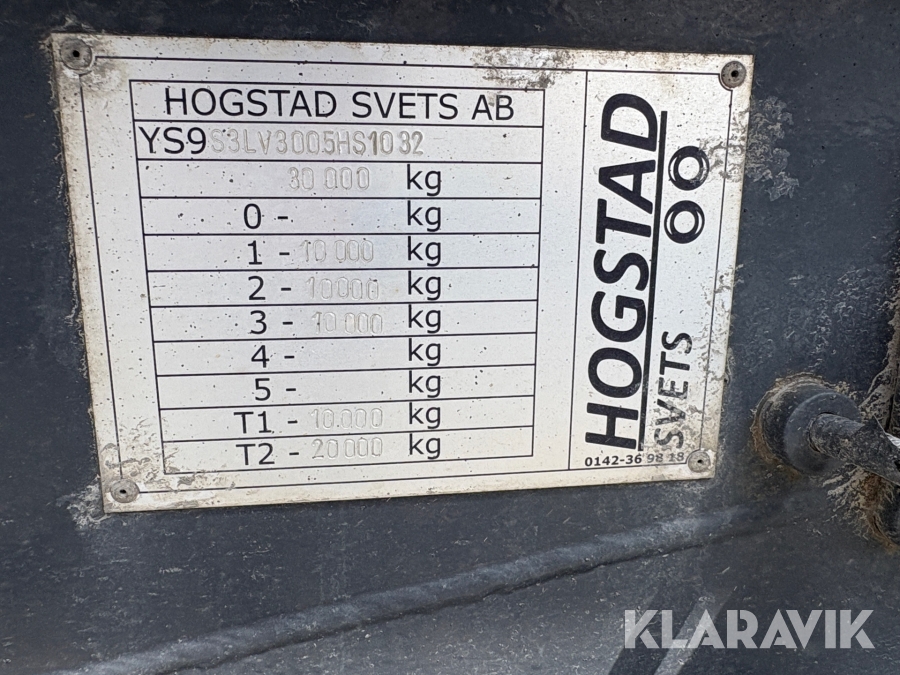 HOGSTAD SVETS AB
YS9S3LV3005HS1032
30 000 kg
0 - kg
1 - 10 000 kg
2 - 10000 kg
3 - 10 000 kg
4 - kg
5 - kg
T1 - 10.000 kg
T2 - 20 000 kg
HOGSTAD
SVETS
0142-36 98 18
KLARAVIK